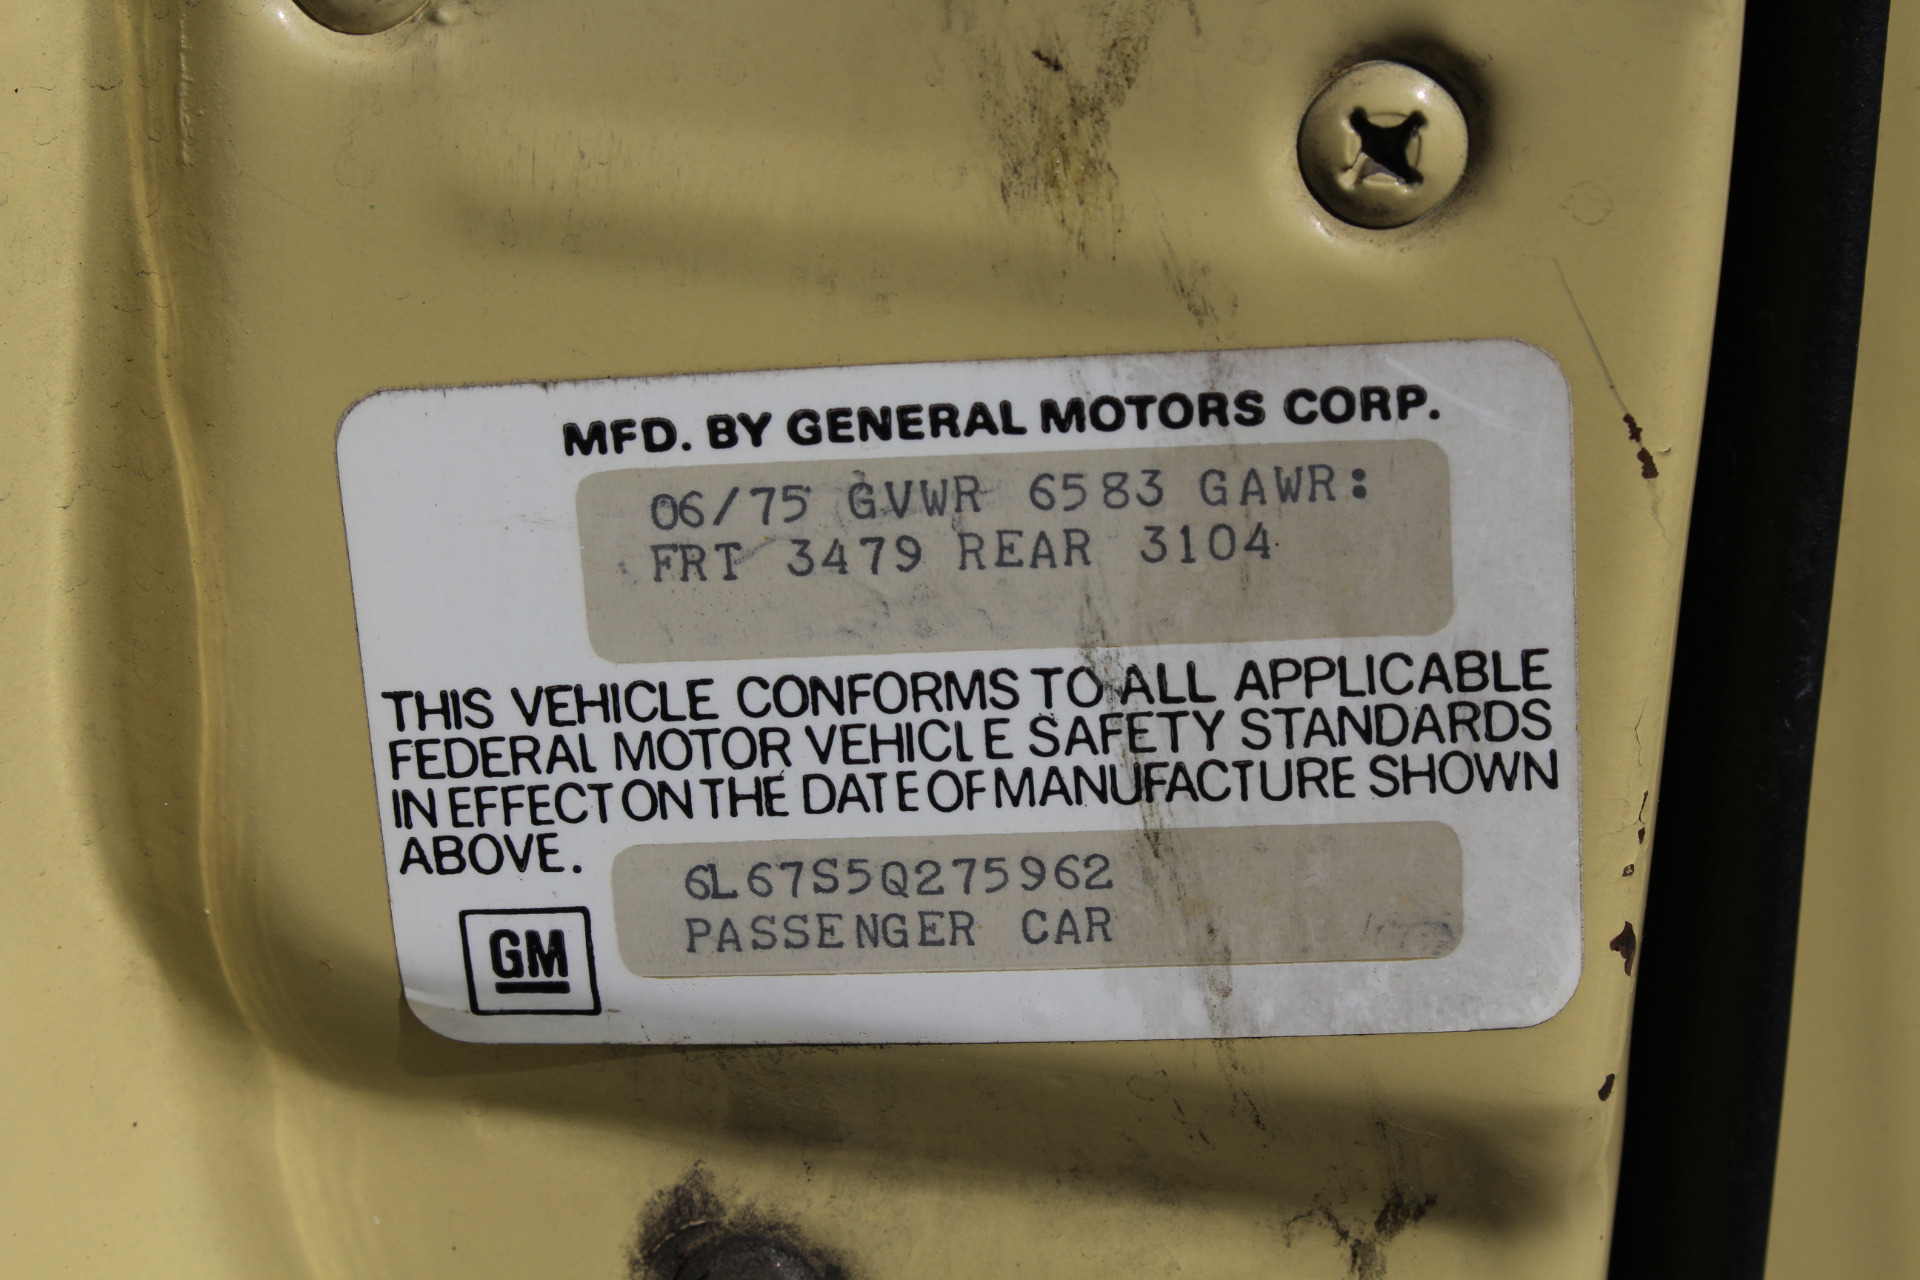 MFD. BY GENERAL MOTORS CORP.
06/75 GVWR 6583 GAWR:
FRT 3479 REAR 3104
THIS VEHICLE CONFORMS TO ALL APPLICABLE
FEDERAL MOTOR VEHICLE SAFETY STANDARDS
IN EFFECT ON THE DATE OF MANUFACTURE SHOWN
ABOVE.
6L67S5Q275962
PASSENGER CAR
GM